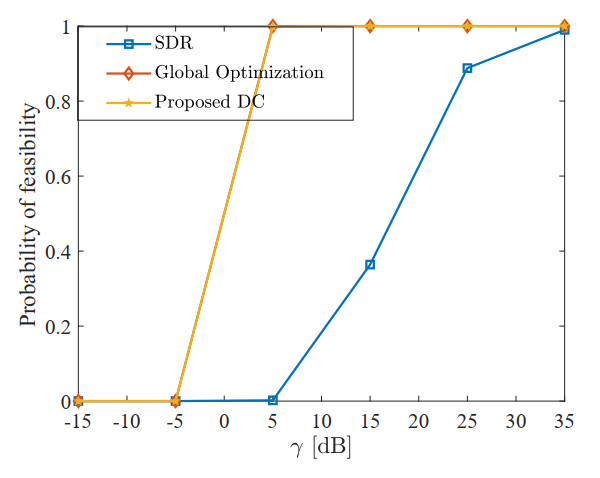 1
SDR
Global Optimization
0.8
Proposed DC
0.6
Probability of feasibility
0.4
0.2
0
-15 -10 -5 0 5 10 15 20 25 30 35
γ [dB]